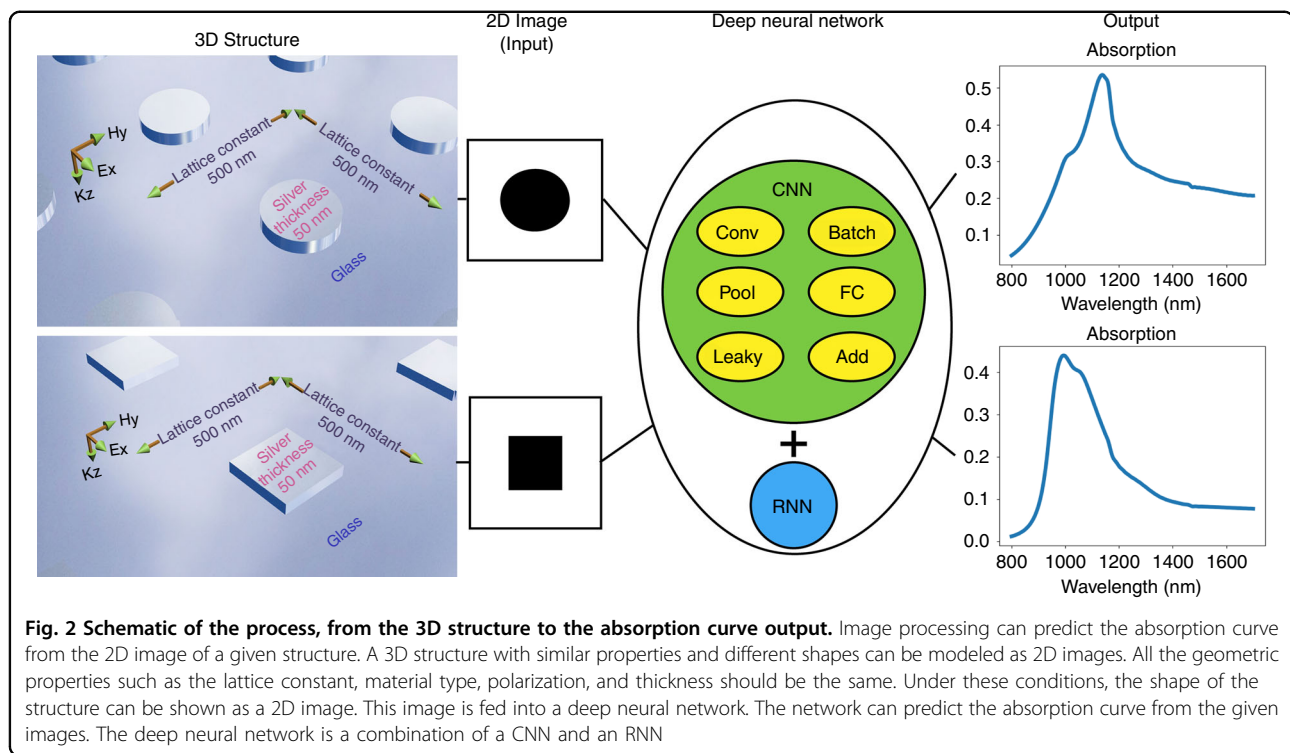 3D Structure
2D Image
(Input)
Deep neural network
Output
Hy
Ex
Kz
Lattice constant
500 nm
Lattice constant
500 nm
Silver
thickness
50 nm
Glass
Hy
Ex
Kz
Lattice constant
500 nm
Lattice constant
500 nm
Silver
thickness
50 nm
Glass
CNN
Conv
Batch
Pool
FC
Leaky
Add
+
RNN
Absorption
0.5
0.4
0.3
0.2
0.1
800 1000 1200 1400 1600
Wavelength (nm)
Absorption
0.4
0.3
0.2
0.1
0.0
800 1000 1200 1400 1600
Wavelength (nm)
Fig. 2 Schematic of the process, from the 3D structure to the absorption curve output. Image processing can predict the absorption curve
from the 2D image of a given structure. A 3D structure with similar properties and different shapes can be modeled as 2D images. All the geometric
properties such as the lattice constant, material type, polarization, and thickness should be the same. Under these conditions, the shape of the
structure can be shown as a 2D image. This image is fed into a deep neural network. The network can predict the absorption curve from the given
images. The deep neural network is a combination of a CNN and an RNN